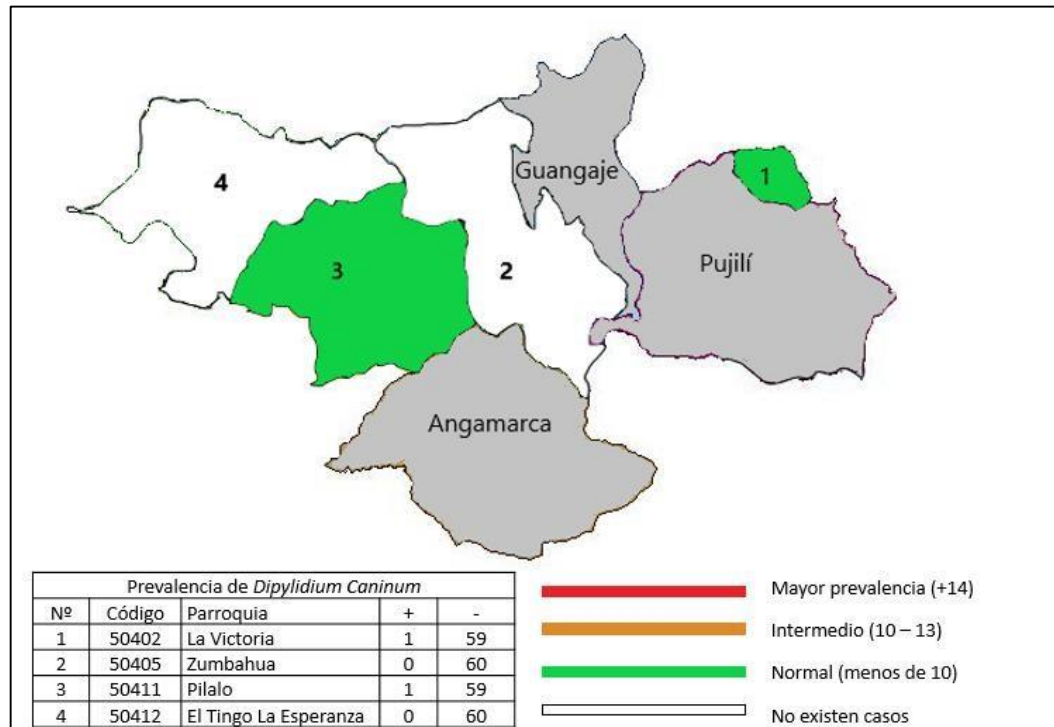 Guangaje
4
1
Pujilí
3
2
Angamarca
Prevalencia de Dipylidium Caninum
Nº Código Parroquia + -
1 50402 La Victoria 1 59
2 50405 Zumbahua 0 60
3 50411 Pilalo 1 59
4 50412 El Tingo La Esperanza 0 60
Mayor prevalencia (+14)
Intermedio (10 – 13)
Normal (menos de 10)
No existen casos